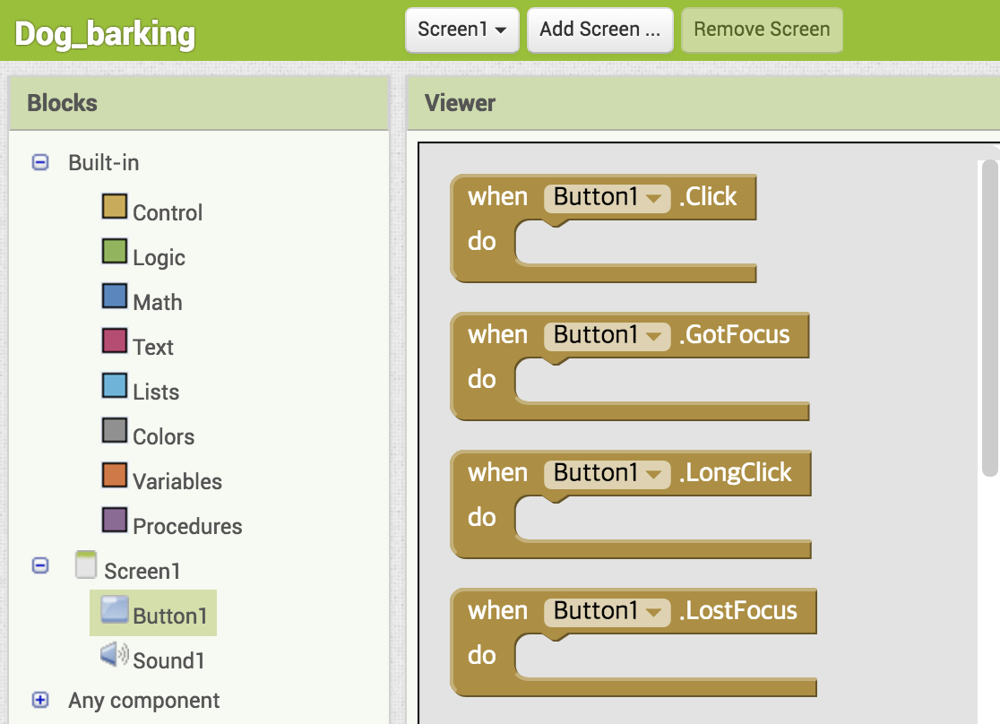 Dog_barking
Screen1
Add Screen ...
Remove Screen
Blocks
Built-in
Control
Logic
Math
Text
Lists
Colors
Variables
Procedures
Screen1
Button1
Sound1
Any component
Viewer
when Button1 .Click
do
when Button1 .GotFocus
do
when Button1 .LongClick
do
when Button1 .LostFocus
do